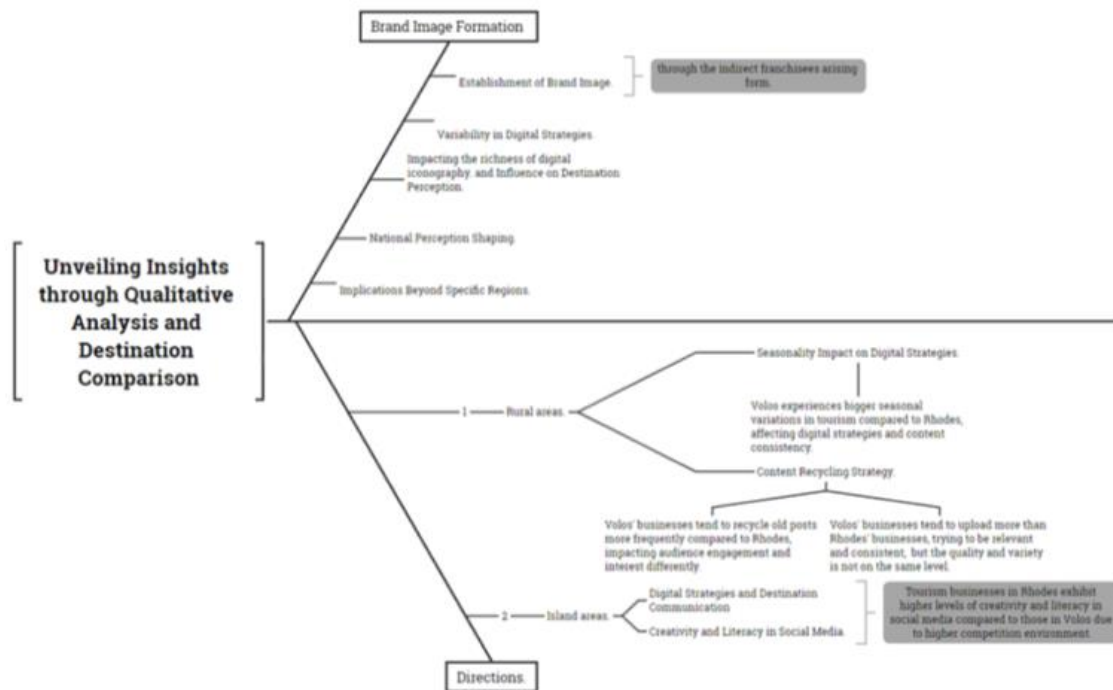 Brand Image Formation
Establishment of Brand Image.
through the indirect franchisees arising
form.
Variability in Digital Strategies.
Impacting the richness of digital
iconography, and Influence on Destination
Perception.
National Perception Shaping.
Implications Beyond Specific Regions.
Unveiling Insights
through Qualitative
Analysis and
Destination
Comparison
Seasonality Impact on Digital Strategies.
1
Rural areas.
Volos experiences bigger seasonal
variations in tourism compared to Rhodes,
affecting digital strategies and content
consistency.
Content Recycling Strategy.
Volos' businesses tend to recycle old posts
more frequently compared to Rhodes,
impacting audience engagement and
interest differently.
Volos' businesses tend to upload more than
Rhodes' businesses, trying to be relevant
and consistent, but the quality and variety
is not on the same level.
2
Island areas.
Digital Strategies and Destination
Communication
Creativity and Literacy in Social Media.
Tourism businesses in Rhodes exhibit
higher levels of creativity and literacy in
social media compared to those in Volos due
to higher competition environment.
Directions.